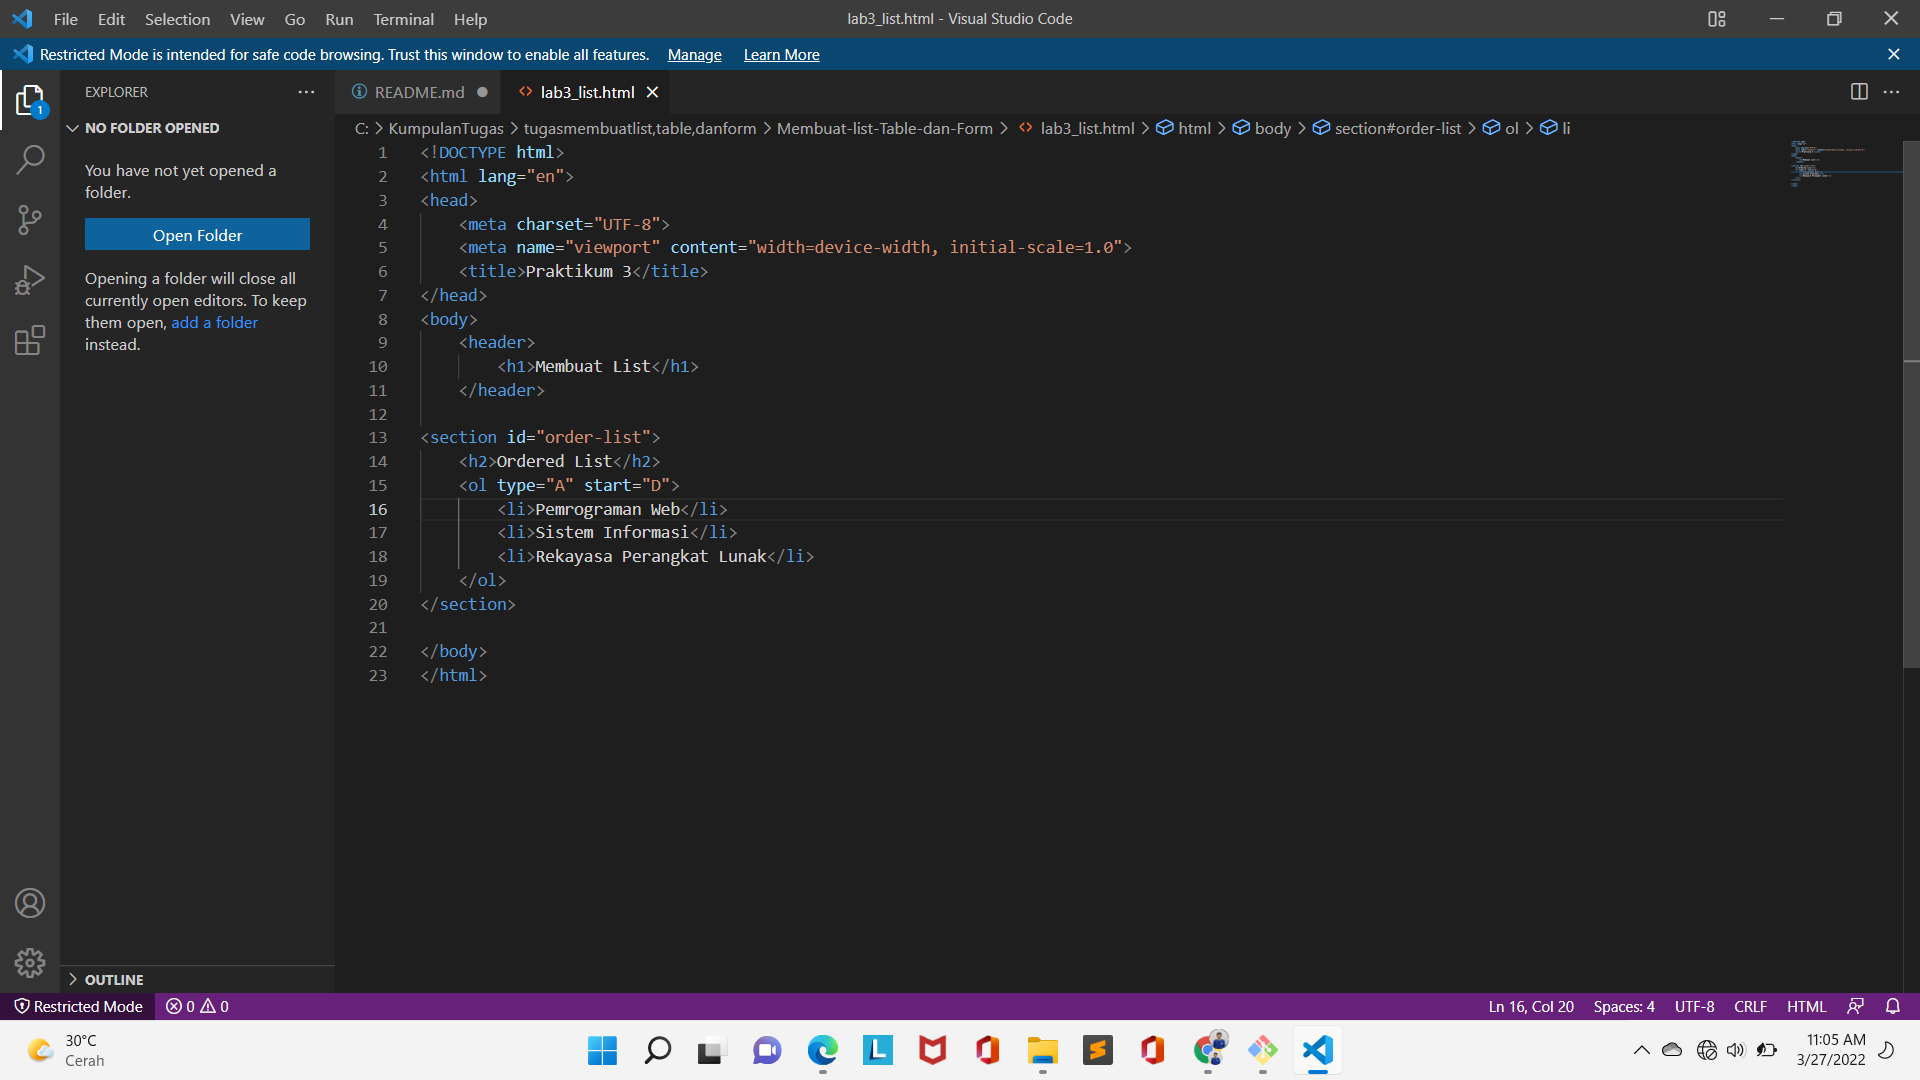 File Edit Selection View Go Run Terminal Help
lab3_list.html - Visual Studio Code
Restricted Mode is intended for safe code browsing. Trust this window to enable all features. Manage Learn More
EXPLORER
1
NO FOLDER OPENED
You have not yet opened a
folder.
Open Folder
Opening a folder will close all
currently open editors. To keep
them open, add a folder
instead.
OUTLINE
README.md
lab3_list.html
C: > KumpulanTugas > tugasmembuatlist,table,danform > Membuat-list-Table-dan-Form > lab3_list.html > html > body > section#order-list > ol > li
1 <!DOCTYPE html>
2 <html lang="en">
3 <head>
4     <meta charset="UTF-8">
5     <meta name="viewport" content="width=device-width, initial-scale=1.0">
6     <title>Praktikum 3</title>
7 </head>
8 <body>
9     <header>
10         <h1>Membuat List</h1>
11     </header>
12
13 <section id="order-list">
14     <h2>Ordered List</h2>
15     <ol type="A" start="D">
16         <li>Pemrograman Web</li>
17         <li>Sistem Informasi</li>
18         <li>Rekayasa Perangkat Lunak</li>
19     </ol>
20 </section>
21
22 </body>
23 </html>
Restricted Mode 0 0
Ln 16, Col 20 Spaces: 4 UTF-8 CRLF HTML
30°C
Cerah
L
S
11:05 AM
3/27/2022